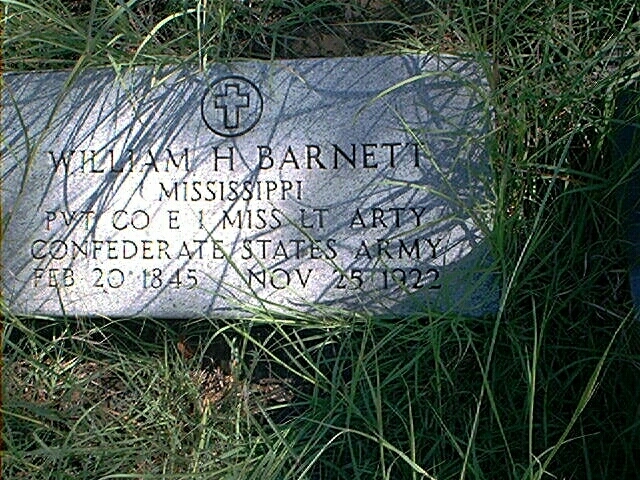 WILLIAM H BARNETT
MISSISSIPPI
PVT CO E 1 MISS LT ARTY
CONFEDERATE STATES ARMY
FEB 20 1845 NOV 25 1922